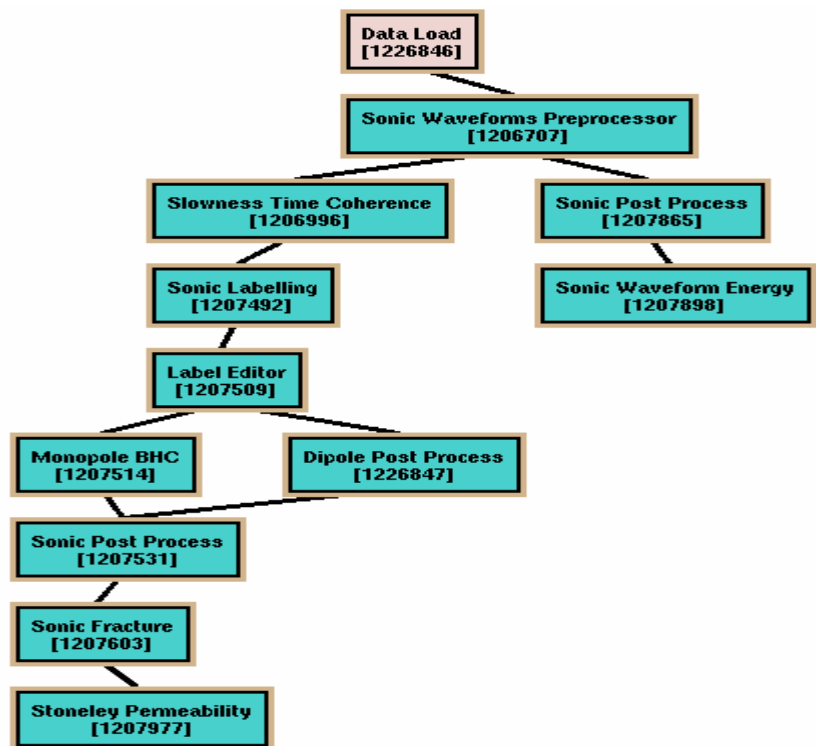 Data Load
[1226846]
Sonic Waveforms Preprocessor
[1206707]
Slowness Time Coherence
[1206996]
Sonic Post Process
[1207865]
Sonic Labelling
[1207492]
Sonic Waveform Energy
[1207898]
Label Editor
[1207509]
Monopole BHC
[1207514]
Dipole Post Process
[1226847]
Sonic Post Process
[1207531]
Sonic Fracture
[1207603]
Stoneley Permeability
[1207977]